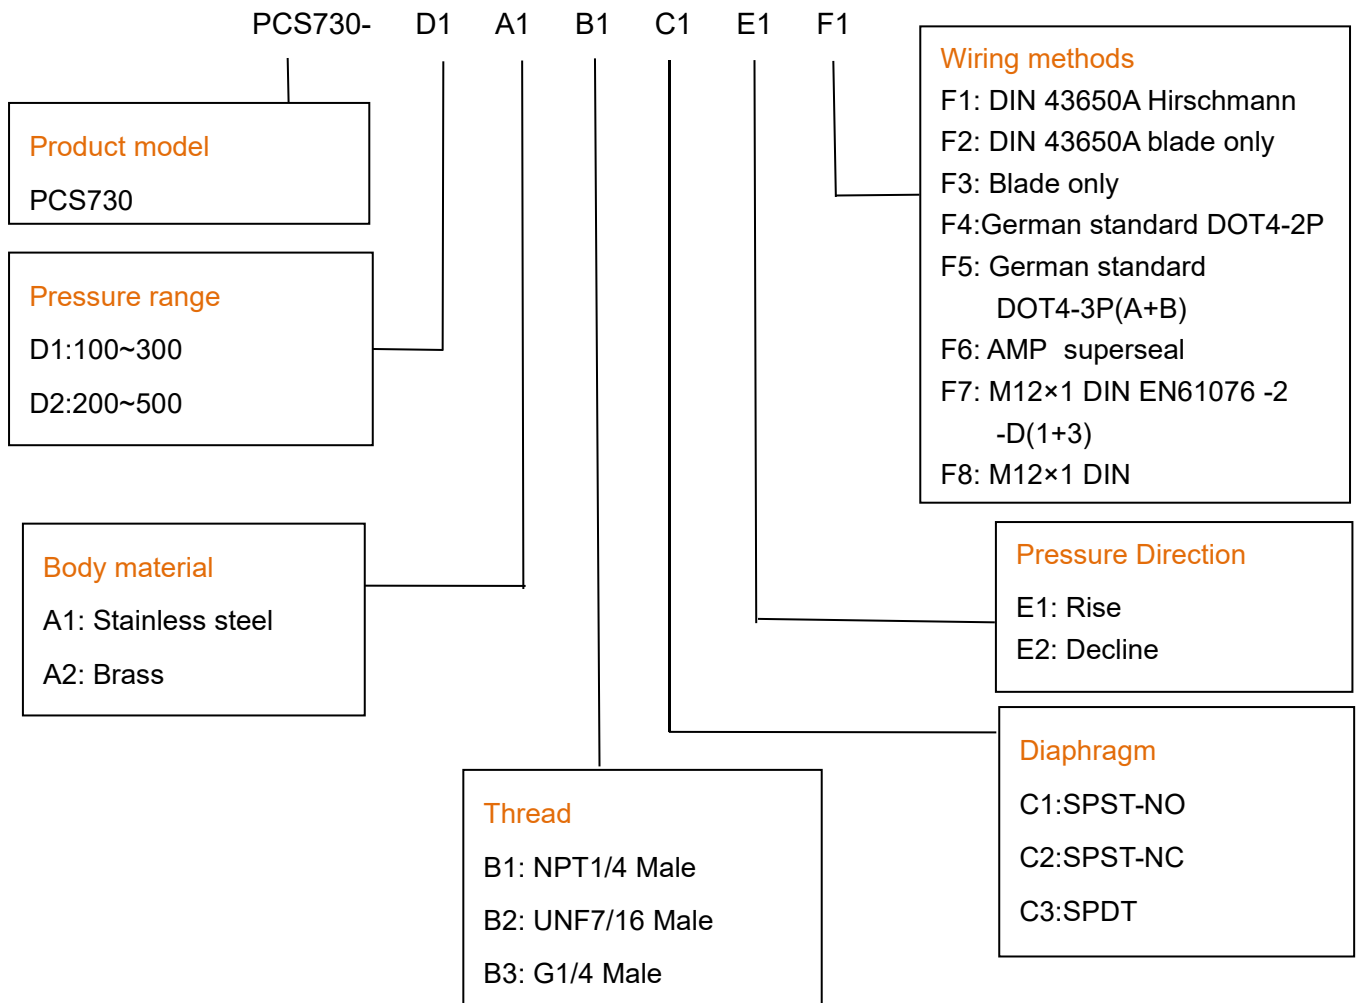 PCS730- D1 A1 B1 C1 E1 F1
Product model
PCS730
Pressure range
D1:100~300
D2:200~500
Body material
A1: Stainless steel
A2: Brass
Thread
B1: NPT1/4 Male
B2: UNF7/16 Male
B3: G1/4 Male
Wiring methods
F1: DIN 43650A Hirschmann
F2: DIN 43650A blade only
F3: Blade only
F4:German standard DOT4-2P
F5: German standard
DOT4-3P(A+B)
F6: AMP superseal
F7: M12×1 DIN EN61076 -2
-D(1+3)
F8: M12×1 DIN
Pressure Direction
E1: Rise
E2: Decline
Diaphragm
C1:SPST-NO
C2:SPST-NC
C3:SPDT